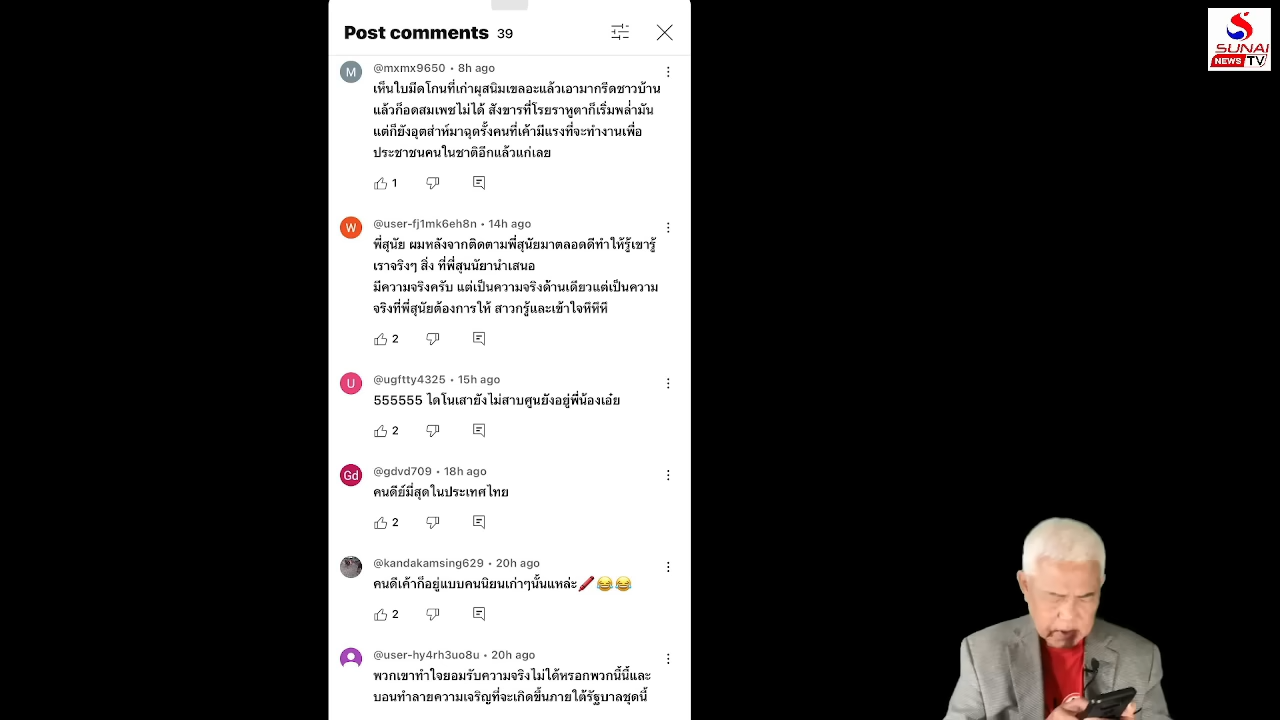 Post comments 39
SUNAI
NEWS TV
M
@mxmx9650 • 8h ago
เห็นใบมีดโกนที่เก่าผุสนิมเขลอะแล้วเอามากรีดชาวบ้าน
แล้วก็อดสมเพชไม่ได้ สังขารที่โรยราหูตาก็เริ่มพล่ำมัน
แต่ก็ยังอุตส่าห์มาฉุดรั้งคนที่เค้ามีแรงที่จะทำงานเพื่อ
ประชาชนคนในชาติอีกแล้วแก่เลย
1
W
@user-fj1mk6eh8n • 14h ago
พี่สุนัย ผมหลังจากติดตามพี่สุนัยมาตลอดดีทำให้รู้เขารู้
เราจริงๆ สิ่ง ที่พี่สุนนัยานำเสนอ
มีความจริงครับ แต่เป็นความจริงด้านเดียวแต่เป็นความ
จริงที่พี่สุนัยต้องการให้ สาวกรู้และเข้าใจหึหึหึ
2
U
@ugftty4325 • 15h ago
555555 ไดโนเสายังไม่สาบศูนยังอยู่พี่น้องเอ๋ย
2
Gd
@gdvd709 • 18h ago
คนดีย์มี่สุดในประเทศไทย
2
@kandakamsing629 • 20h ago
คนดีเค้าก็อยู่แบบคนนิยนเก่าๆนั้นแหล่ะ🖍️😂😂
2
@user-hy4rh3uo8u • 20h ago
พวกเขาทำใจยอมรับความจริงไม่ได้หรอกพวกนี้นี้และ
บอนทำลายความเจริญที่จะเกิดขึ้นภายใต้รัฐบาลชุดนี้